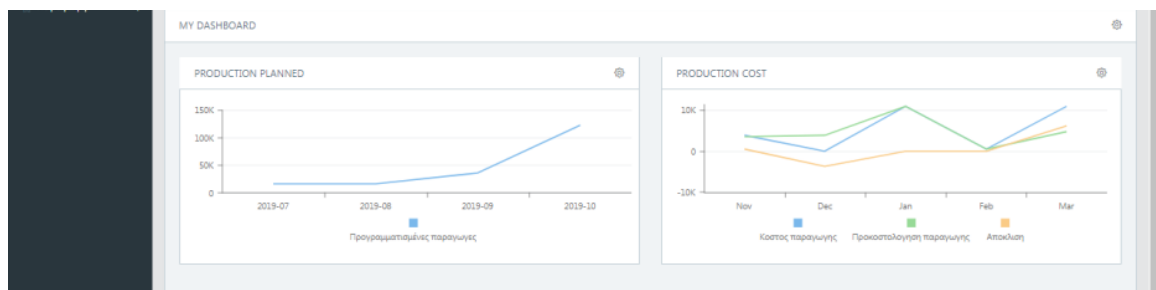 MY DASHBOARD
PRODUCTION PLANNED
150K
100K
50K
0
2019-07 2019-08 2019-09 2019-10
Προγραμματισμένες παραγωγες
PRODUCTION COST
10K
0
-10K
Nov Dec Jan Feb Mar
Κοστος παραγωγης Προκοστολογηση παραγωγης Αποκλιση